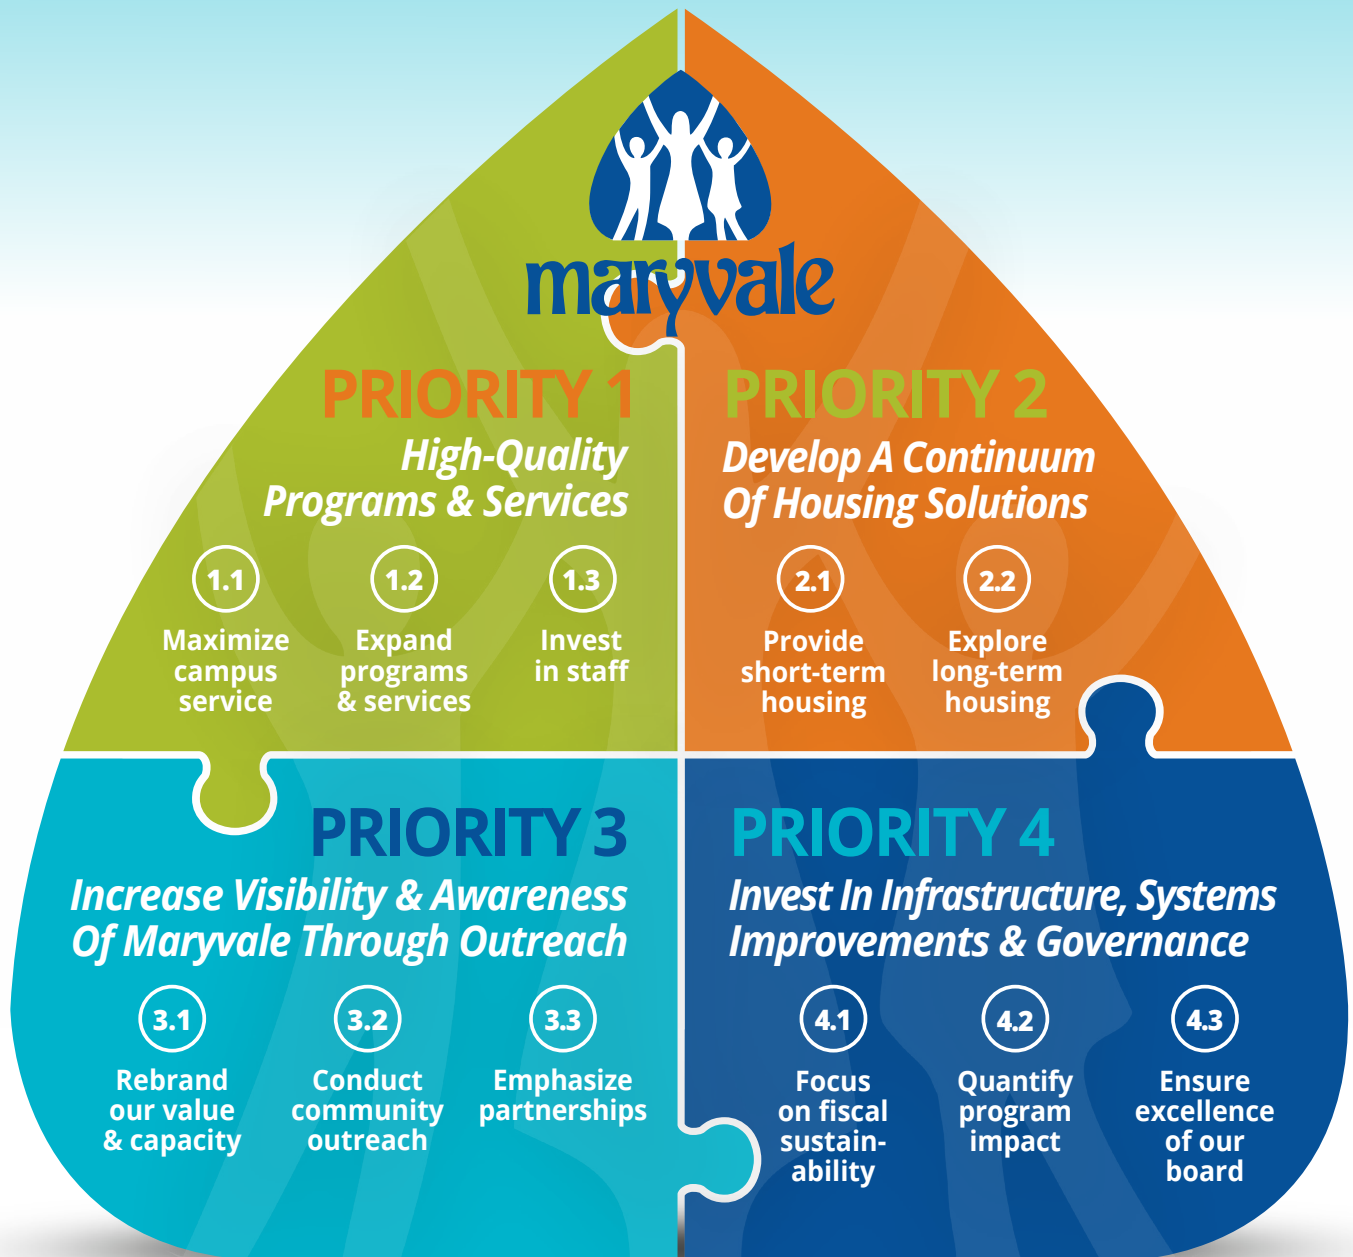 maryvale
PRIORITY 1
High-Quality
Programs & Services
1.1
Maximize
campus
service
1.2
Expand
programs
& services
1.3
Invest
in staff
PRIORITY 2
Develop A Continuum
Of Housing Solutions
2.1
Provide
short-term
housing
2.2
Explore
long-term
housing
PRIORITY 3
Increase Visibility & Awareness
Of Maryvale Through Outreach
3.1
Rebrand
our value
& capacity
3.2
Conduct
community
outreach
3.3
Emphasize
partnerships
PRIORITY 4
Invest In Infrastructure, Systems
Improvements & Governance
4.1
Focus
on fiscal
sustain-
ability
4.2
Quantify
program
impact
4.3
Ensure
excellence
of our
board